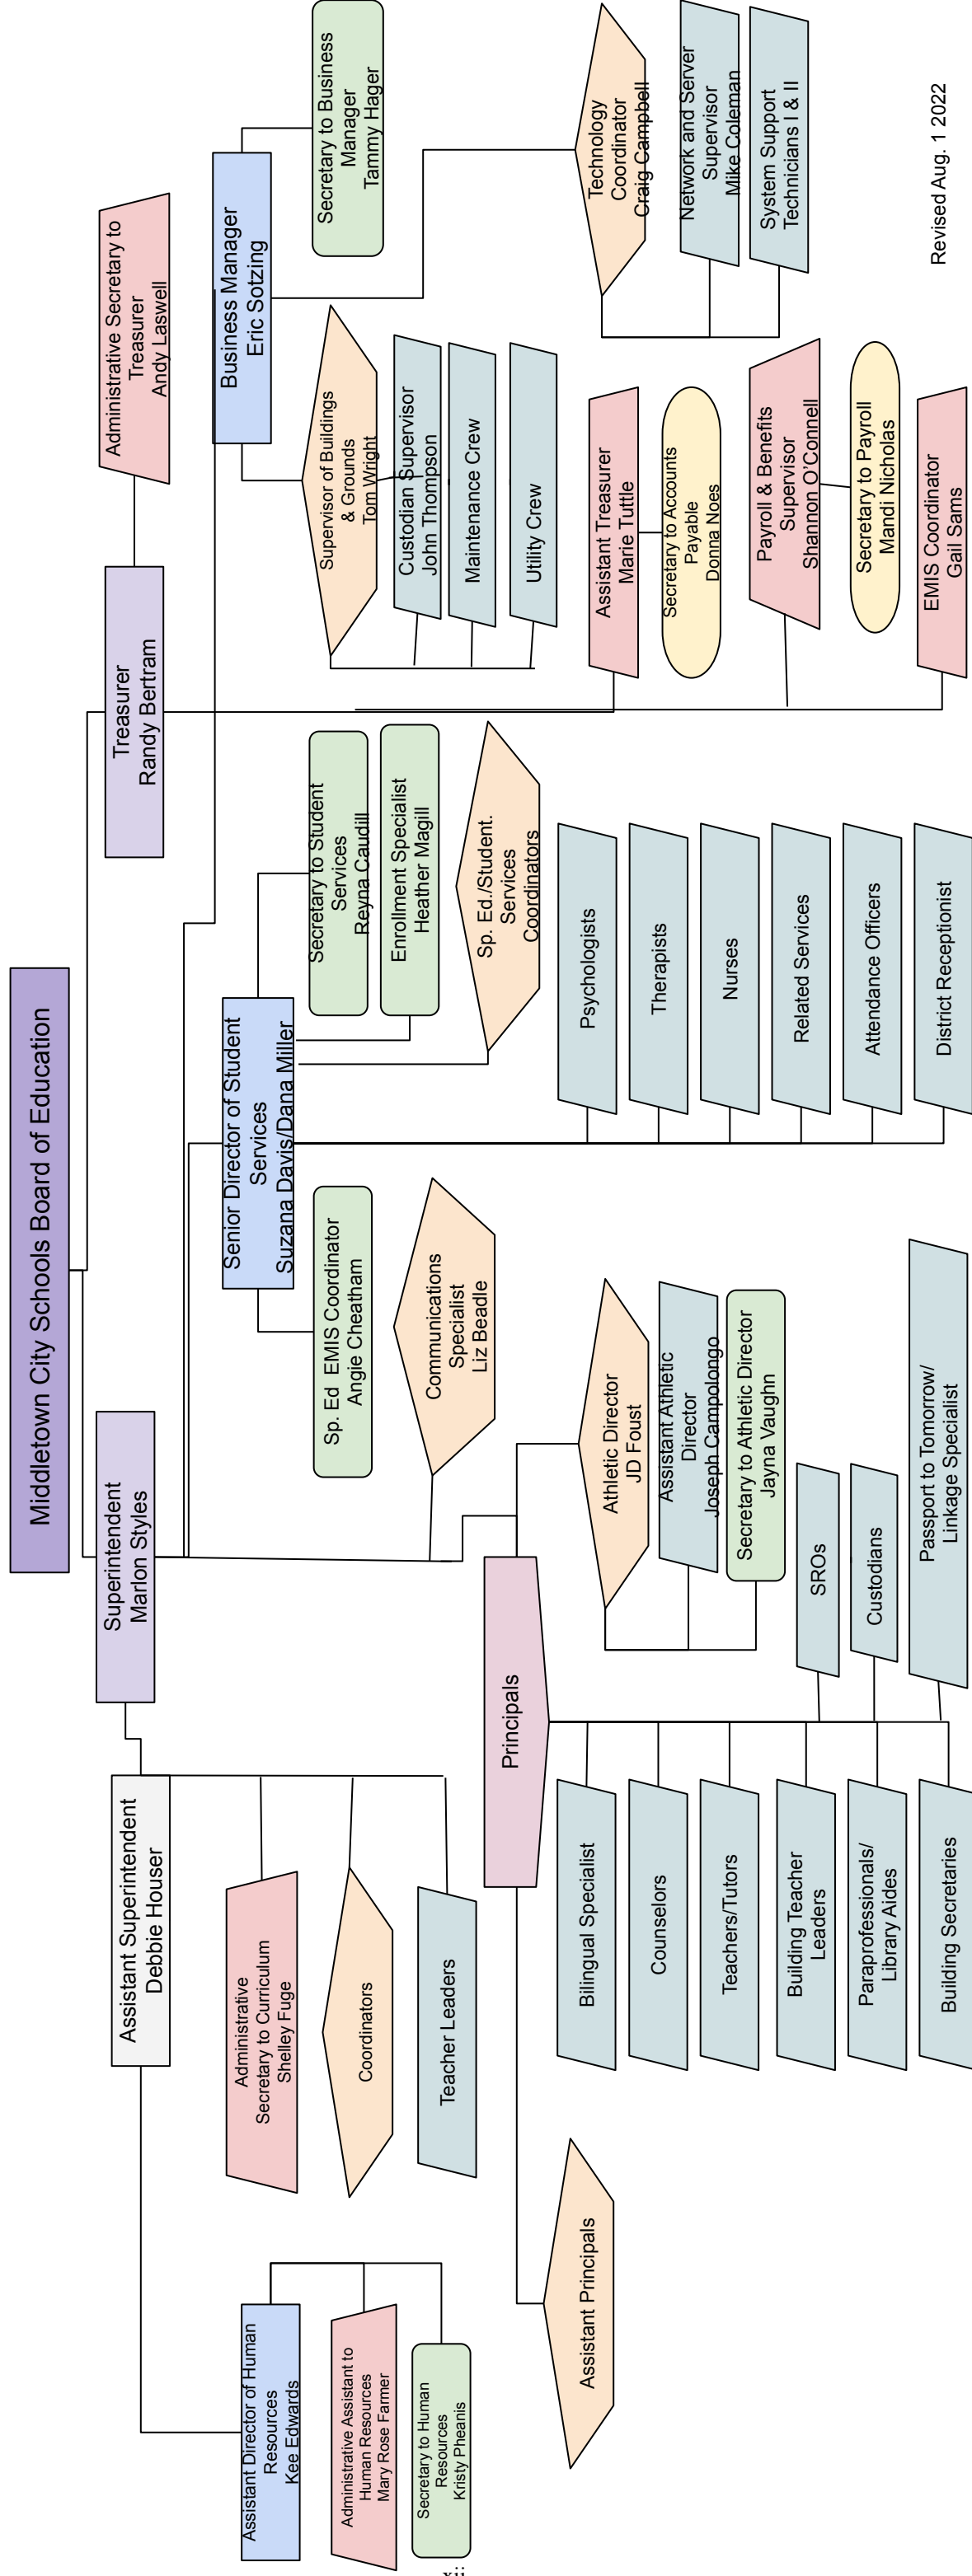 Middletown City Schools Board of Education
Superintendent
Marlon Styles
Treasurer
Randy Bertram
Administrative Secretary to
Treasurer
Andy Laswell
Assistant Superintendent
Debbie Houser
Senior Director of Student
Services
Suzana Davis/Dana Miller
Business Manager
Eric Sotzing
Assistant Director of Human
Resources
Kee Edwards
Administrative Assistant to
Human Resources
Mary Rose Farmer
Secretary to Human
Resources
Kristy Pheanis
Administrative
Secretary to Curriculum
Shelley Fuge
Coordinators
Teacher Leaders
Sp. Ed EMIS Coordinator
Angie Cheatham
Communications
Specialist
Liz Beadle
Secretary to Student
Services
Reyna Caudill
Enrollment Specialist
Heather Magill
Sp. Ed./Student.
Services
Coordinators
Psychologists
Therapists
Nurses
Related Services
Attendance Officers
District Receptionist
Supervisor of Buildings
& Grounds
Tom Wright
Custodian Supervisor
John Thompson
Maintenance Crew
Utility Crew
Secretary to Business
Manager
Tammy Hager
Technology
Coordinator
Craig Campbell
Network and Server
Supervisor
Mike Coleman
System Support
Technicians I & II
Assistant Treasurer
Marie Tuttle
Secretary to Accounts
Payable
Donna Noes
Payroll & Benefits
Supervisor
Shannon O'Connell
Secretary to Payroll
Mandi Nicholas
EMIS Coordinator
Gail Sams
Principals
Assistant Principals
Athletic Director
JD Foust
Assistant Athletic
Director
Joseph Campolongo
Secretary to Athletic Director
Jayna Vaughn
Bilingual Specialist
Counselors
Teachers/Tutors
Building Teacher
Leaders
Paraprofessionals/
Library Aides
Building Secretaries
SROs
Custodians
Passport to Tomorrow/
Linkage Specialist
Revised Aug. 1 2022
xii